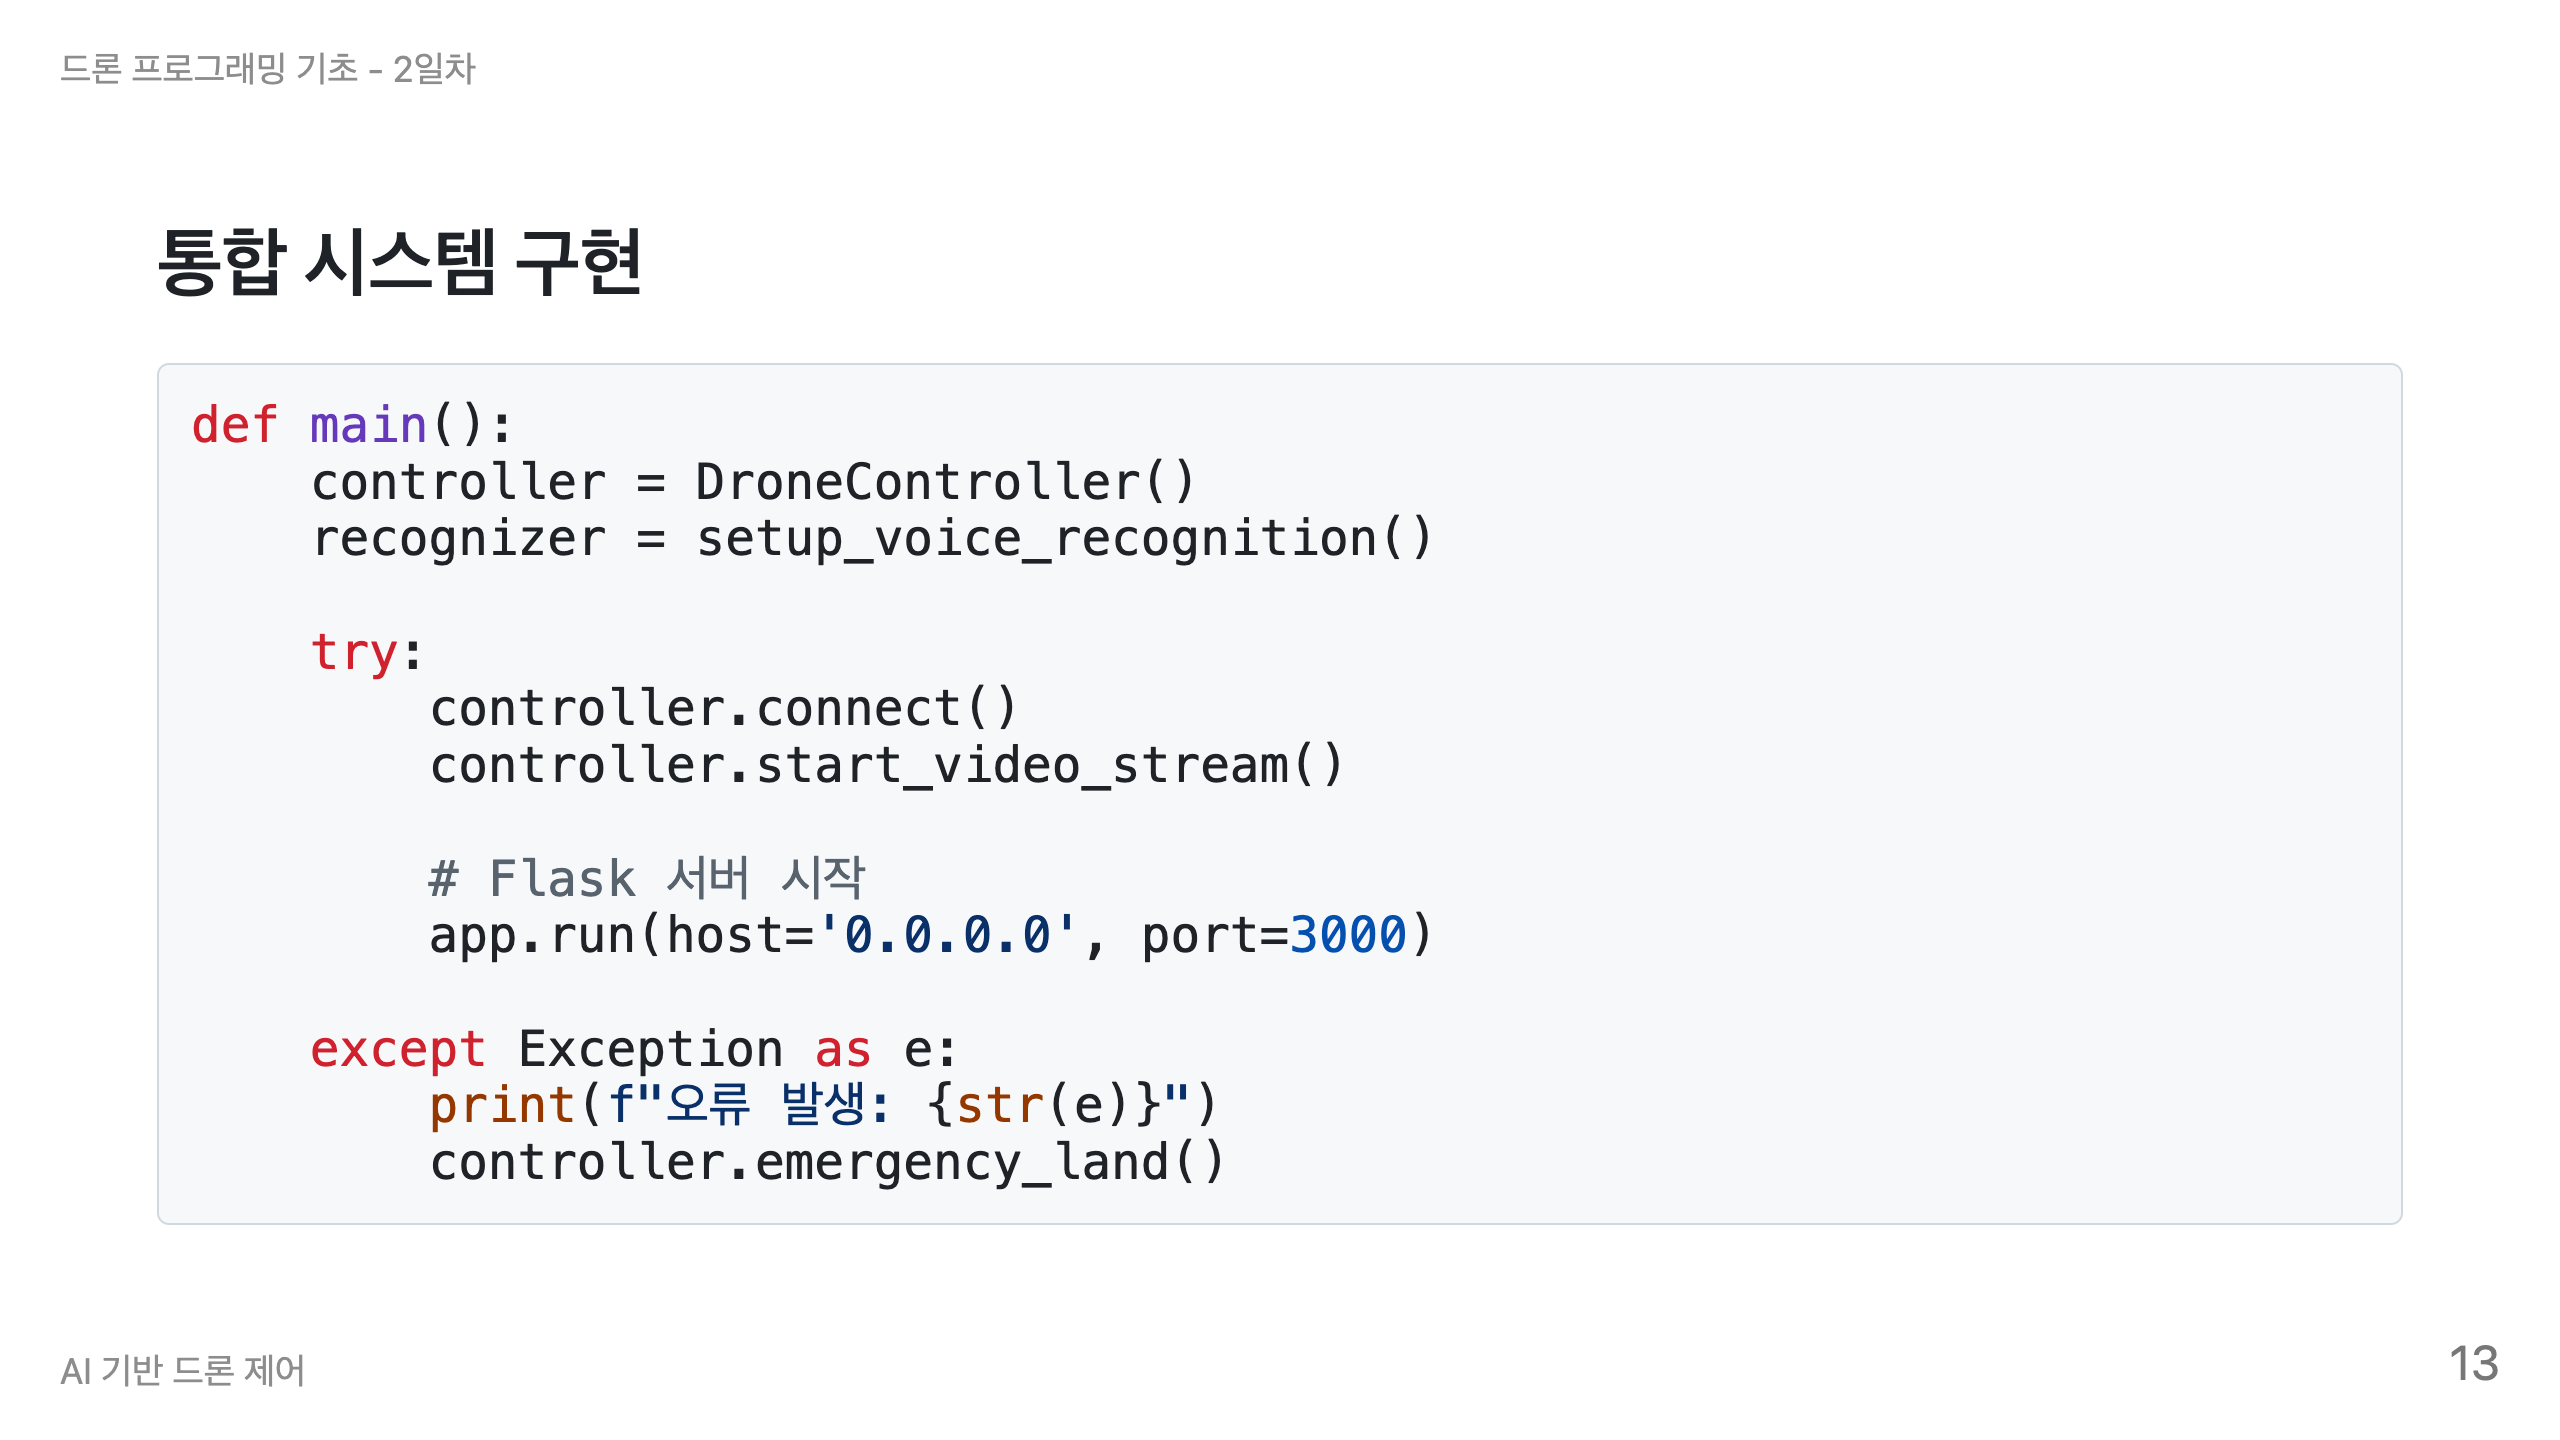 드론 프로그래밍 기초 - 2일차
통합 시스템 구현
def main():
    controller = DroneController()
    recognizer = setup_voice_recognition()

    try:
        controller.connect()
        controller.start_video_stream()

        # Flask 서버 시작
        app.run(host='0.0.0.0', port=3000)

    except Exception as e:
        print(f"오류 발생: {str(e)}")
        controller.emergency_land()
AI 기반 드론 제어
13